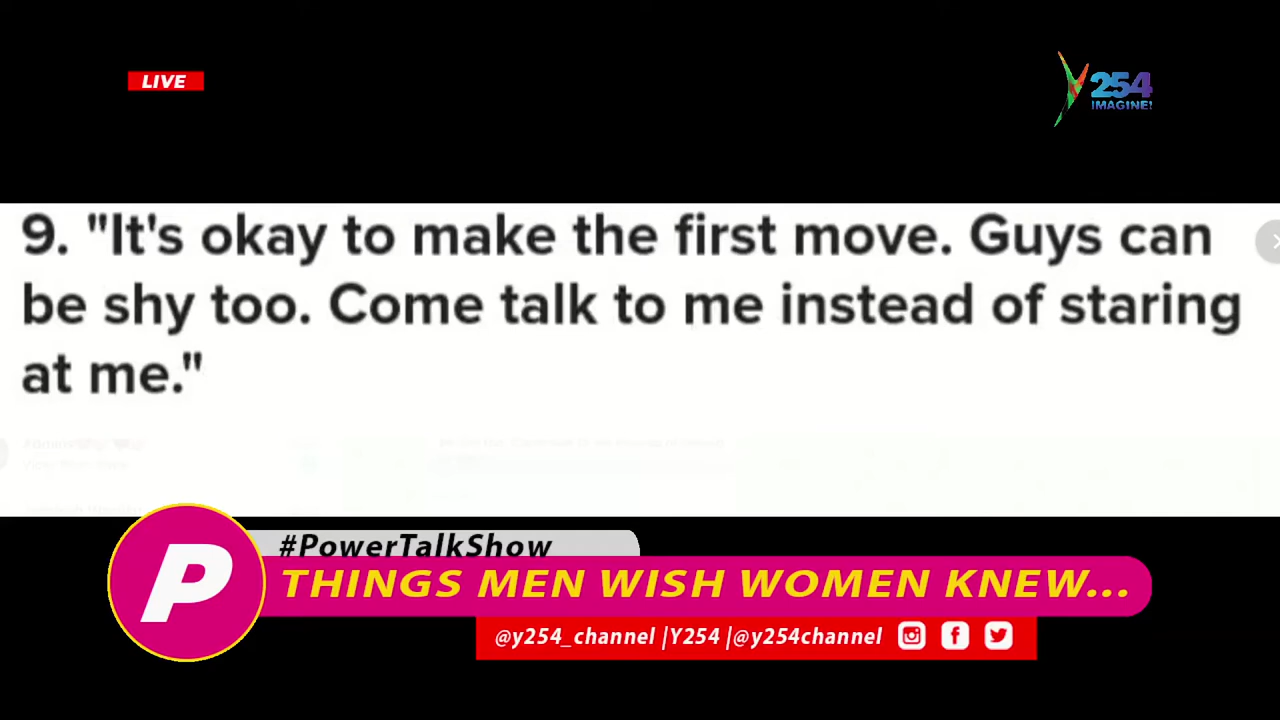 LIVE
254
IMAGINE!
9. "It's okay to make the first move. Guys can
be shy too. Come talk to me instead of staring
at me."
#PowerTalkShow
P
THINGS MEN WISH WOMEN KNEW...
@y254_channel |Y254 |@y254channel